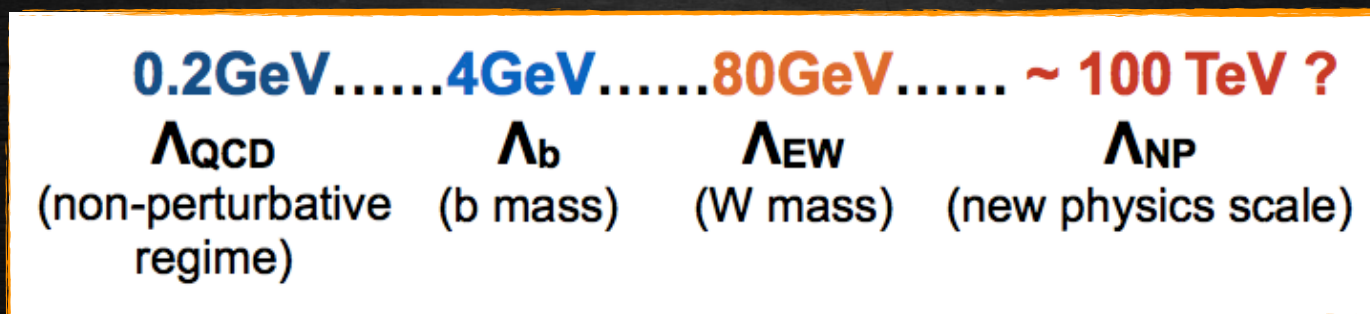 0.2GeV......4GeV......80GeV...... ~ 100 TeV ?
ΛQCD Λb ΛEW ΛNP
(non-perturbative (b mass) (W mass) (new physics scale)
regime)